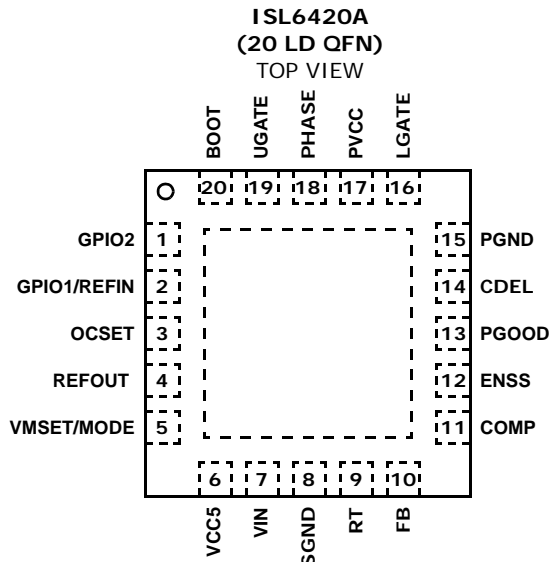 ISL6420A
(20 LD QFN)
TOP VIEW
BOOT
UGATE
PHASE
PVCC
LGATE
20 19 18 17 16
GPIO2 1
GPIO1/REFIN 2
OCSET 3
REFOUT 4
VMSET/MODE 5
15 PGND
14 CDEL
13 PGOOD
12 ENSS
11 COMP
6 7 8 9 10
VCC5
VIN
SGND
RT
FB